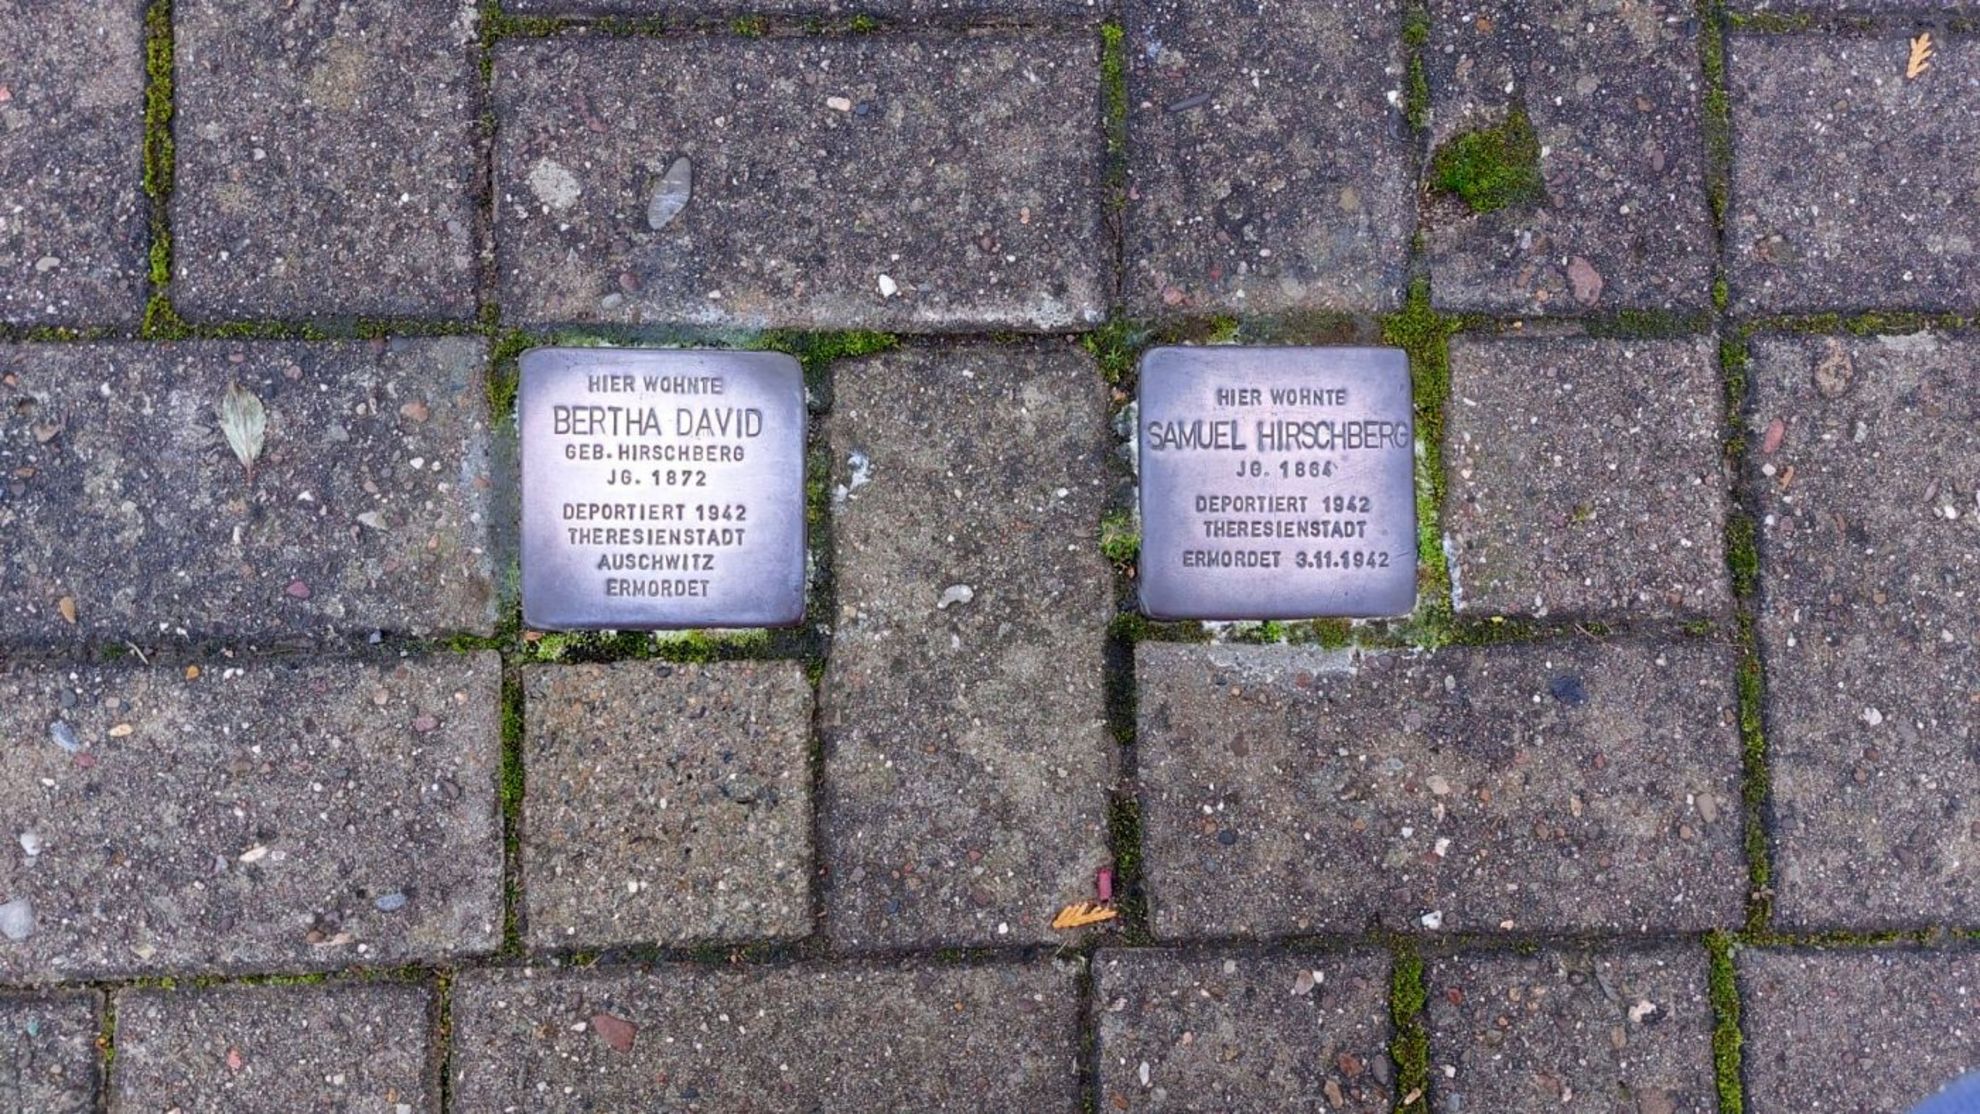 HIER WOHNTE
BERTHA DAVID
GEB. HIRSCHBERG
JG. 1872
DEPORTIERT 1942
THERESIENSTADT
AUSCHWITZ
ERMORDET
HIER WOHNTE
SAMUEL HIRSCHBERG
JG. 1864
DEPORTIERT 1942
THERESIENSTADT
ERMORDET 3.11.1942